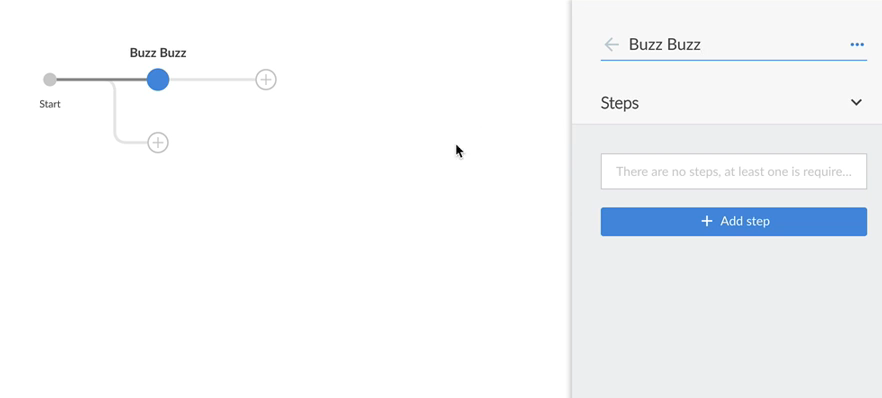 Buzz Buzz
Start
Buzz Buzz
Steps
There are no steps, at least one is require...
Add step